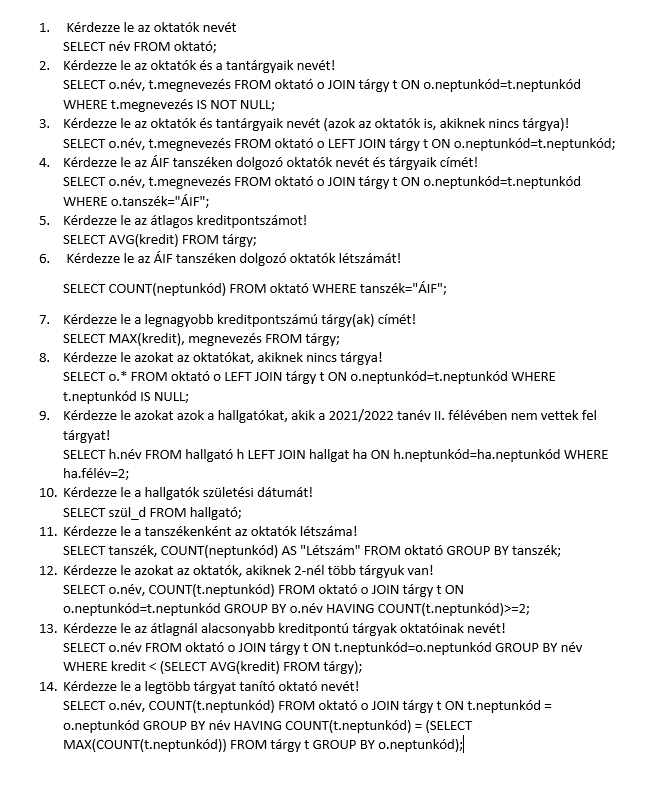 1. Kérdezze le az oktatók nevét
SELECT név FROM oktató;
2. Kérdezze le az oktatók és a tantárgyaik nevét!
SELECT o.név, t.megnevezés FROM oktató o JOIN tárgy t ON o.neptunkód=t.neptunkód
WHERE t.megnevezés IS NOT NULL;
3. Kérdezze le az oktatók és tantárgyaik nevét (azok az oktatók is, akiknek nincs tárgya)!
SELECT o.név, t.megnevezés FROM oktató o LEFT JOIN tárgy t ON o.neptunkód=t.neptunkód;
4. Kérdezze le az ÁIF tanszéken dolgozó oktatók nevét és tárgyaik címét!
SELECT o.név, t.megnevezés FROM oktató o JOIN tárgy t ON o.neptunkód=t.neptunkód
WHERE o.tanszék="ÁIF";
5. Kérdezze le az átlagos kreditpontszámot!
SELECT AVG(kredit) FROM tárgy;
6. Kérdezze le az ÁIF tanszéken dolgozó oktatók létszámát!
SELECT COUNT(neptunkód) FROM oktató WHERE tanszék="ÁIF";
7. Kérdezze le a legnagyobb kreditpontszámú tárgy(ak) címét!
SELECT MAX(kredit), megnevezés FROM tárgy;
8. Kérdezze le azokat az oktatókat, akiknek nincs tárgya!
SELECT o.* FROM oktató o LEFT JOIN tárgy t ON o.neptunkód=t.neptunkód WHERE
t.neptunkód IS NULL;
9. Kérdezze le azokat azok a hallgatókat, akik a 2021/2022 tanév II. félévében nem vettek fel
tárgyat!
SELECT h.név FROM hallgató h LEFT JOIN hallgat ha ON h.neptunkód=ha.neptunkód WHERE
ha.félév=2;
10. Kérdezze le a hallgatók születési dátumát!
SELECT szül_d FROM hallgató;
11. Kérdezze le a tanszékenként az oktatók létszáma!
SELECT tanszék, COUNT(neptunkód) AS "Létszám" FROM oktató GROUP BY tanszék;
12. Kérdezze le azokat az oktatók, akiknek 2-nél több tárgyuk van!
SELECT o.név, COUNT(t.neptunkód) FROM oktató o JOIN tárgy t ON
o.neptunkód=t.neptunkód GROUP BY o.név HAVING COUNT(t.neptunkód)>=2;
13. Kérdezze le az átlagnál alacsonyabb kreditpontú tárgyak oktatóinak nevét!
SELECT o.név FROM oktató o JOIN tárgy t ON t.neptunkód=o.neptunkód GROUP BY név
WHERE kredit < (SELECT AVG(kredit) FROM tárgy);
14. Kérdezze le a legtöbb tárgyat tanító oktató nevét!
SELECT o.név, COUNT(t.neptunkód) FROM oktató o JOIN tárgy t ON t.neptunkód =
o.neptunkód GROUP BY név HAVING COUNT(t.neptunkód) = (SELECT
MAX(COUNT(t.neptunkód)) FROM tárgy t GROUP BY o.neptunkód);